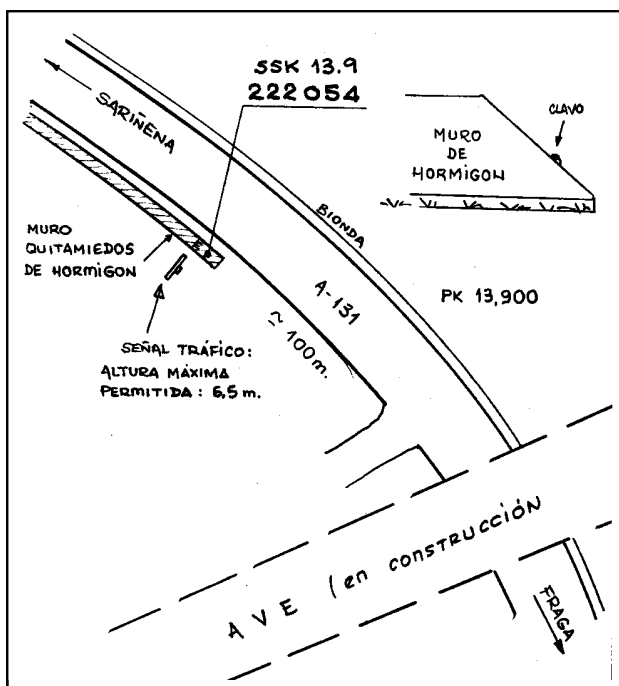 SSK 13.9
222054
SARIÑENA
CLAVO
MURO
DE
HORMIGON
BIONDA
MURO
QUITAMIEDOS
DE HORMIGON
A-131
PK 13,900
≃ 100 m.
SEÑAL TRÁFICO:
ALTURA MÁXIMA
PERMITIDA: 6,5 m.
AVE (en construcción
FRAGA